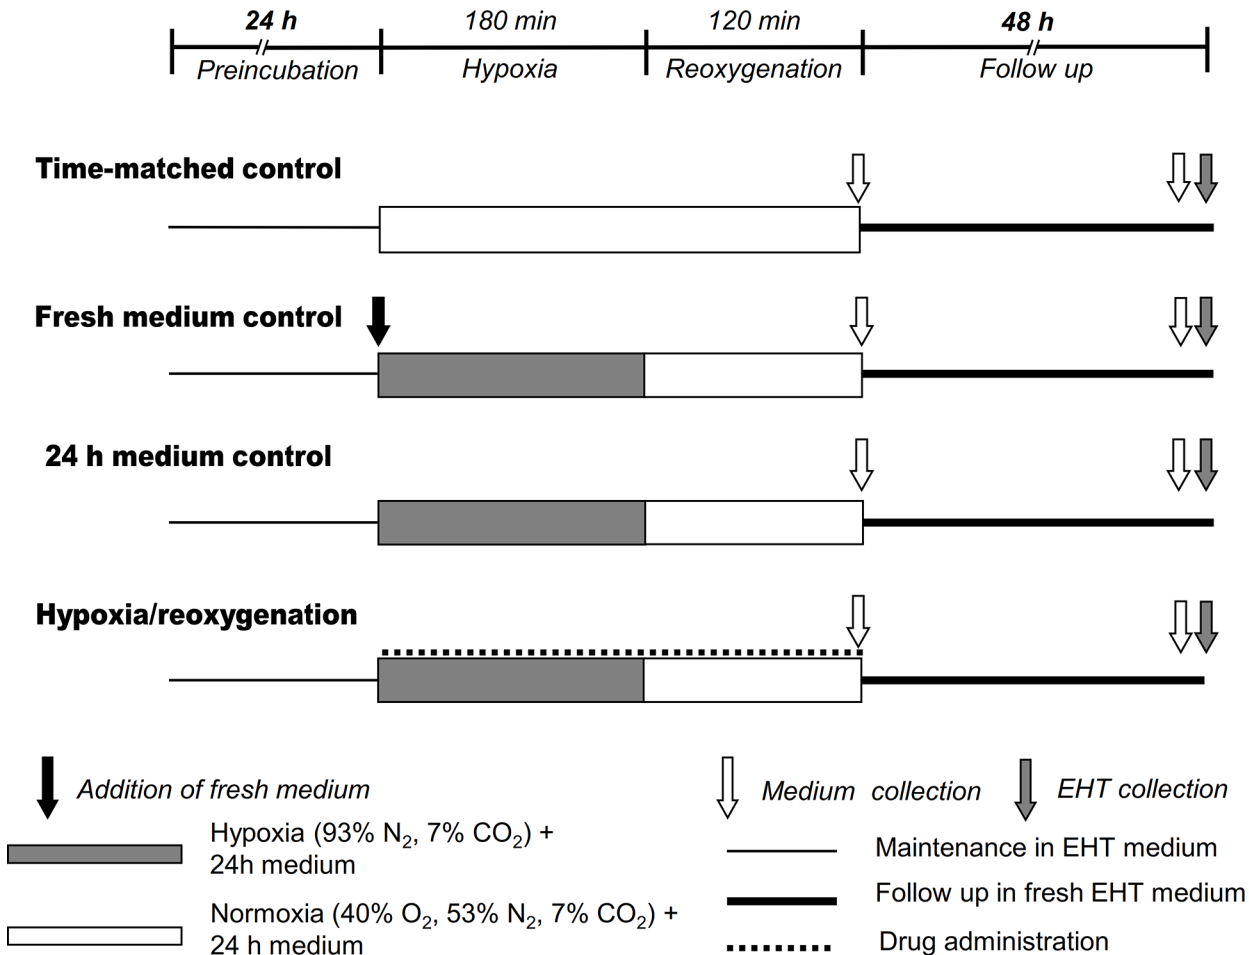 24 h 180 min 120 min 48 h
Preincubation Hypoxia Reoxygenation Follow up
Time-matched control
Fresh medium control
24 h medium control
Hypoxia/reoxygenation
Addition of fresh medium
Hypoxia (93% N₂, 7% CO₂) +
24h medium
Normoxia (40% O₂, 53% N₂, 7% CO₂) +
24 h medium
Medium collection EHT collection
Maintenance in EHT medium
Follow up in fresh EHT medium
Drug administration